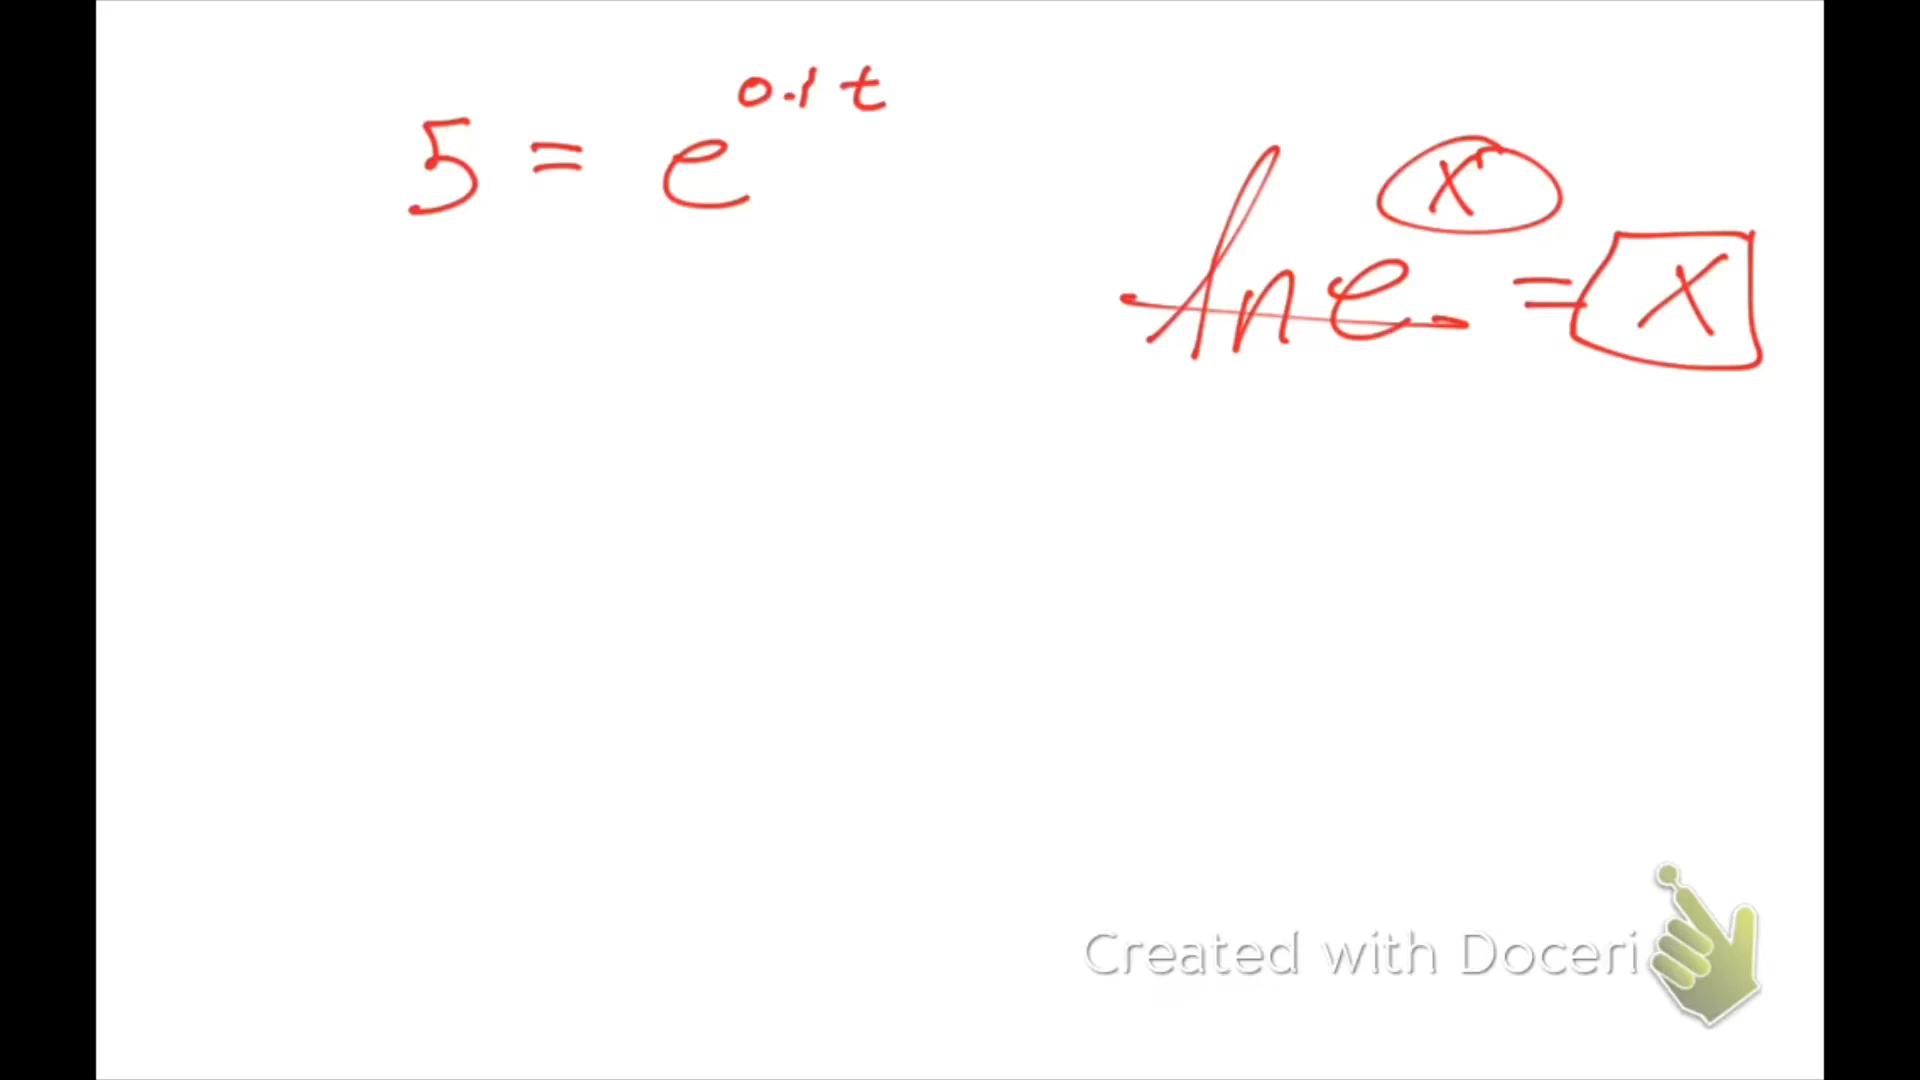 5 = e^{0.1t}
ln e^{x} = x
Created with Doceri